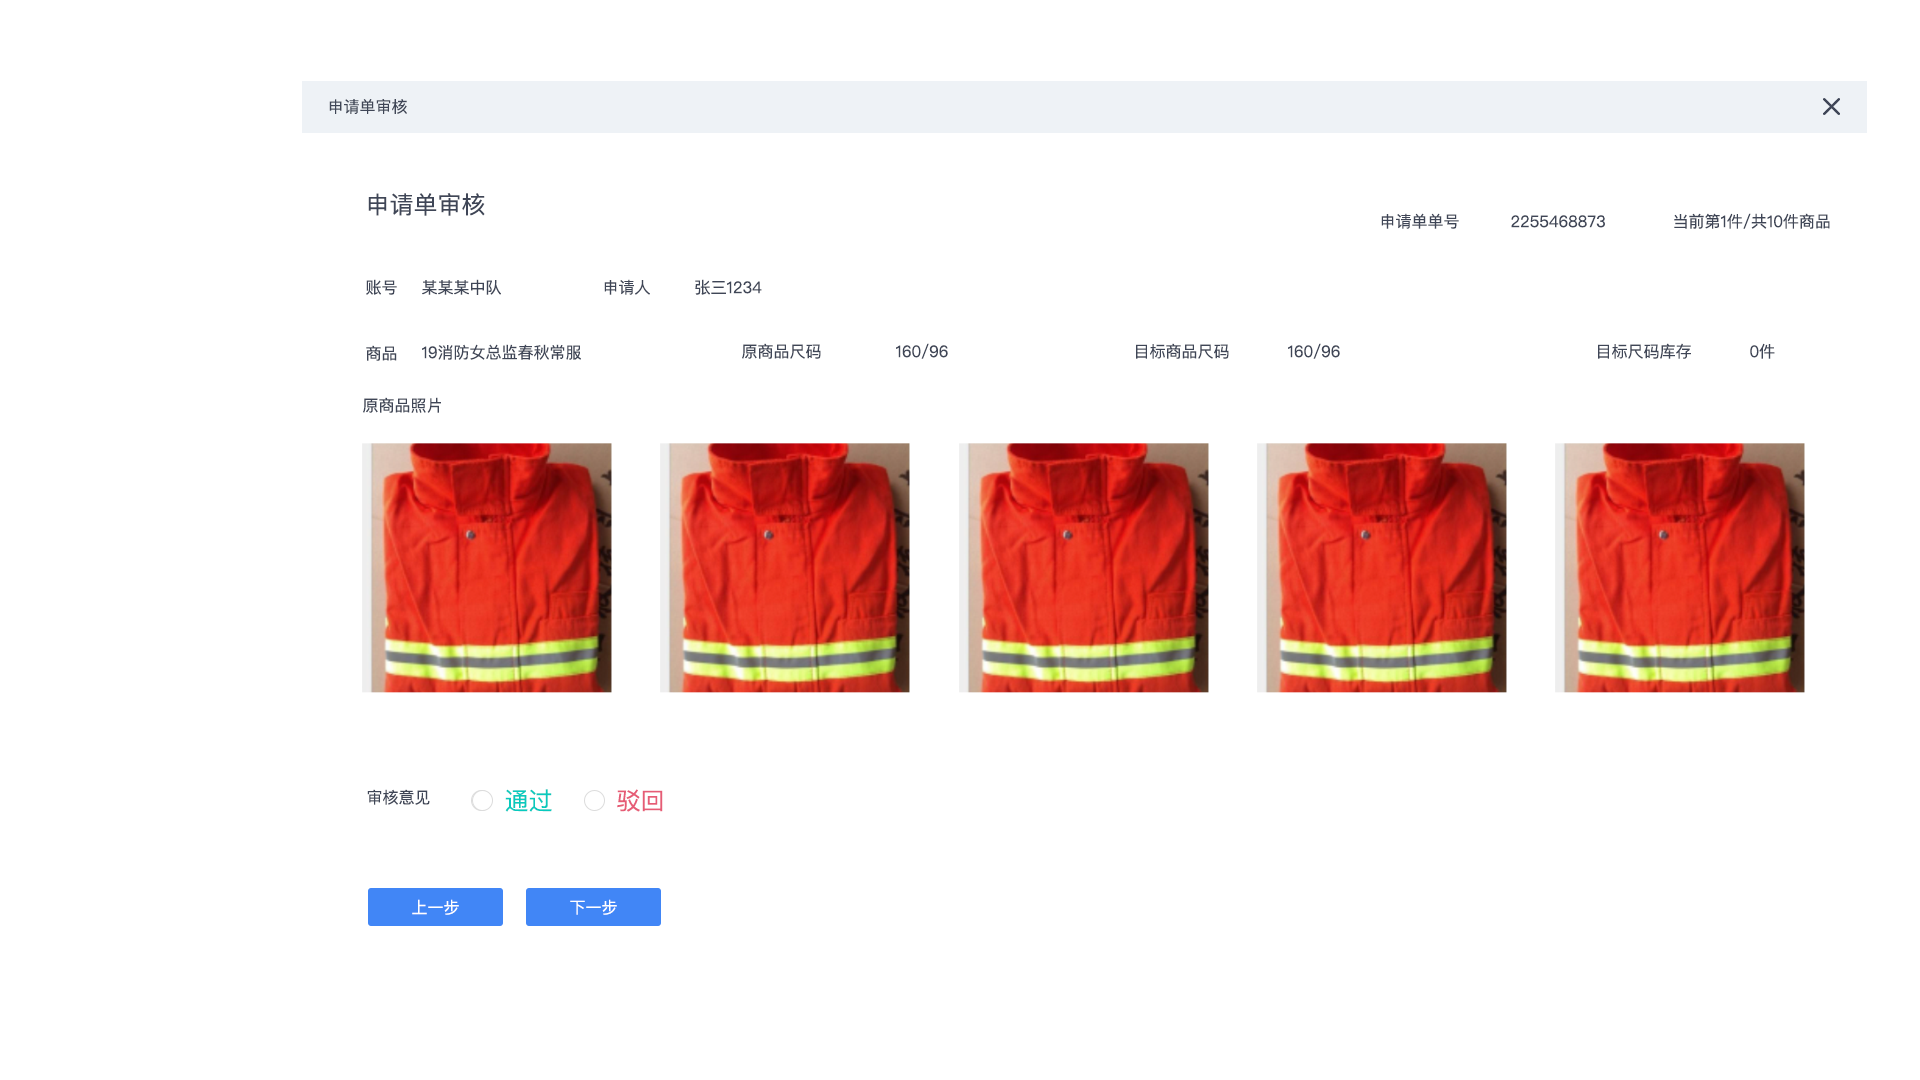 申请单审核
申请单审核
申请单单号 2255468873 当前第1件/共10件商品
账号 某某某中队 申请人 张三1234
商品 19消防女总监春秋常服 原商品尺码 160/96 目标商品尺码 160/96 目标尺码库存 0件
原商品照片
审核意见 通过 驳回
上一步 下一步